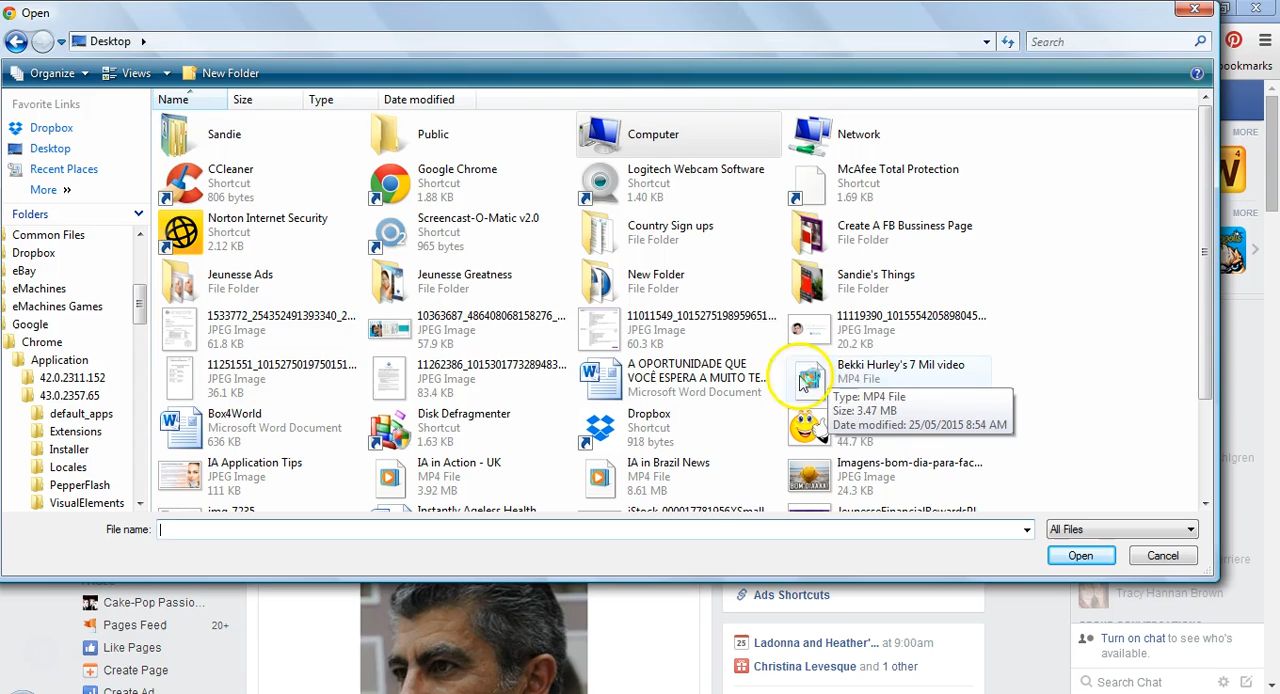 Open
Desktop
Search
Organize Views New Folder
ookmarks
Favorite Links
Dropbox
Desktop
Recent Places
More »
Folders
Common Files
Dropbox
eBay
eMachines
eMachines Games
Google
Chrome
Application
42.0.2311.152
43.0.2357.65
default_apps
Extensions
Installer
Locales
PepperFlash
VisualElements
Name Size Type Date modified
Sandie
Public
Computer
Network
CCleaner
Shortcut
806 bytes
Google Chrome
Shortcut
1.88 KB
Logitech Webcam Software
Shortcut
1.40 KB
McAfee Total Protection
Shortcut
1.69 KB
Norton Internet Security
Shortcut
2.12 KB
Screencast-O-Matic v2.0
Shortcut
965 bytes
Country Sign ups
File Folder
Create A FB Bussiness Page
File Folder
Jeunesse Ads
File Folder
Jeunesse Greatness
File Folder
New Folder
File Folder
Sandie's Things
File Folder
1533772_254352491393340_2...
JPEG Image
61.8 KB
10363687_486408068158276_...
JPEG Image
57.9 KB
11011549_1015275198959651...
JPEG Image
60.3 KB
11119390_1015554205898045...
JPEG Image
20.2 KB
11251551_1015275019750151...
JPEG Image
36.1 KB
11262386_1015301773289483...
JPEG Image
83.4 KB
A OPORTUNIDADE QUE
VOCÊ ESPERA A MUITO TE...
Microsoft Word Document
Bekki Hurley's 7 Mil video
MP4 File
Type: MP4 File
Size: 3.47 MB
Date modified: 25/05/2015 8:54 AM
Box4World
Microsoft Word Document
636 KB
Disk Defragmenter
Shortcut
1.63 KB
Dropbox
Shortcut
918 bytes
44.7 KB
IA Application Tips
JPEG Image
111 KB
IA in Action - UK
MP4 File
3.92 MB
IA in Brazil News
MP4 File
8.61 MB
Imagens-bom-dia-para-fac...
JPEG Image
24.3 KB
img-7235
Instantly Ageless Health
iStock_000017781956XSmall
JeunesseFinancialRewardsPl
File name: All Files
Open Cancel
MORE
MORE
hlgren
erriere
Tracy Hannan Brown
Cake-Pop Passio...
Pages Feed 20+
Like Pages
Create Page
Create Ad
Ads Shortcuts
25 Ladonna and Heather'... at 9:00am
Christina Levesque and 1 other
Turn on chat to see who's
available.
Search Chat